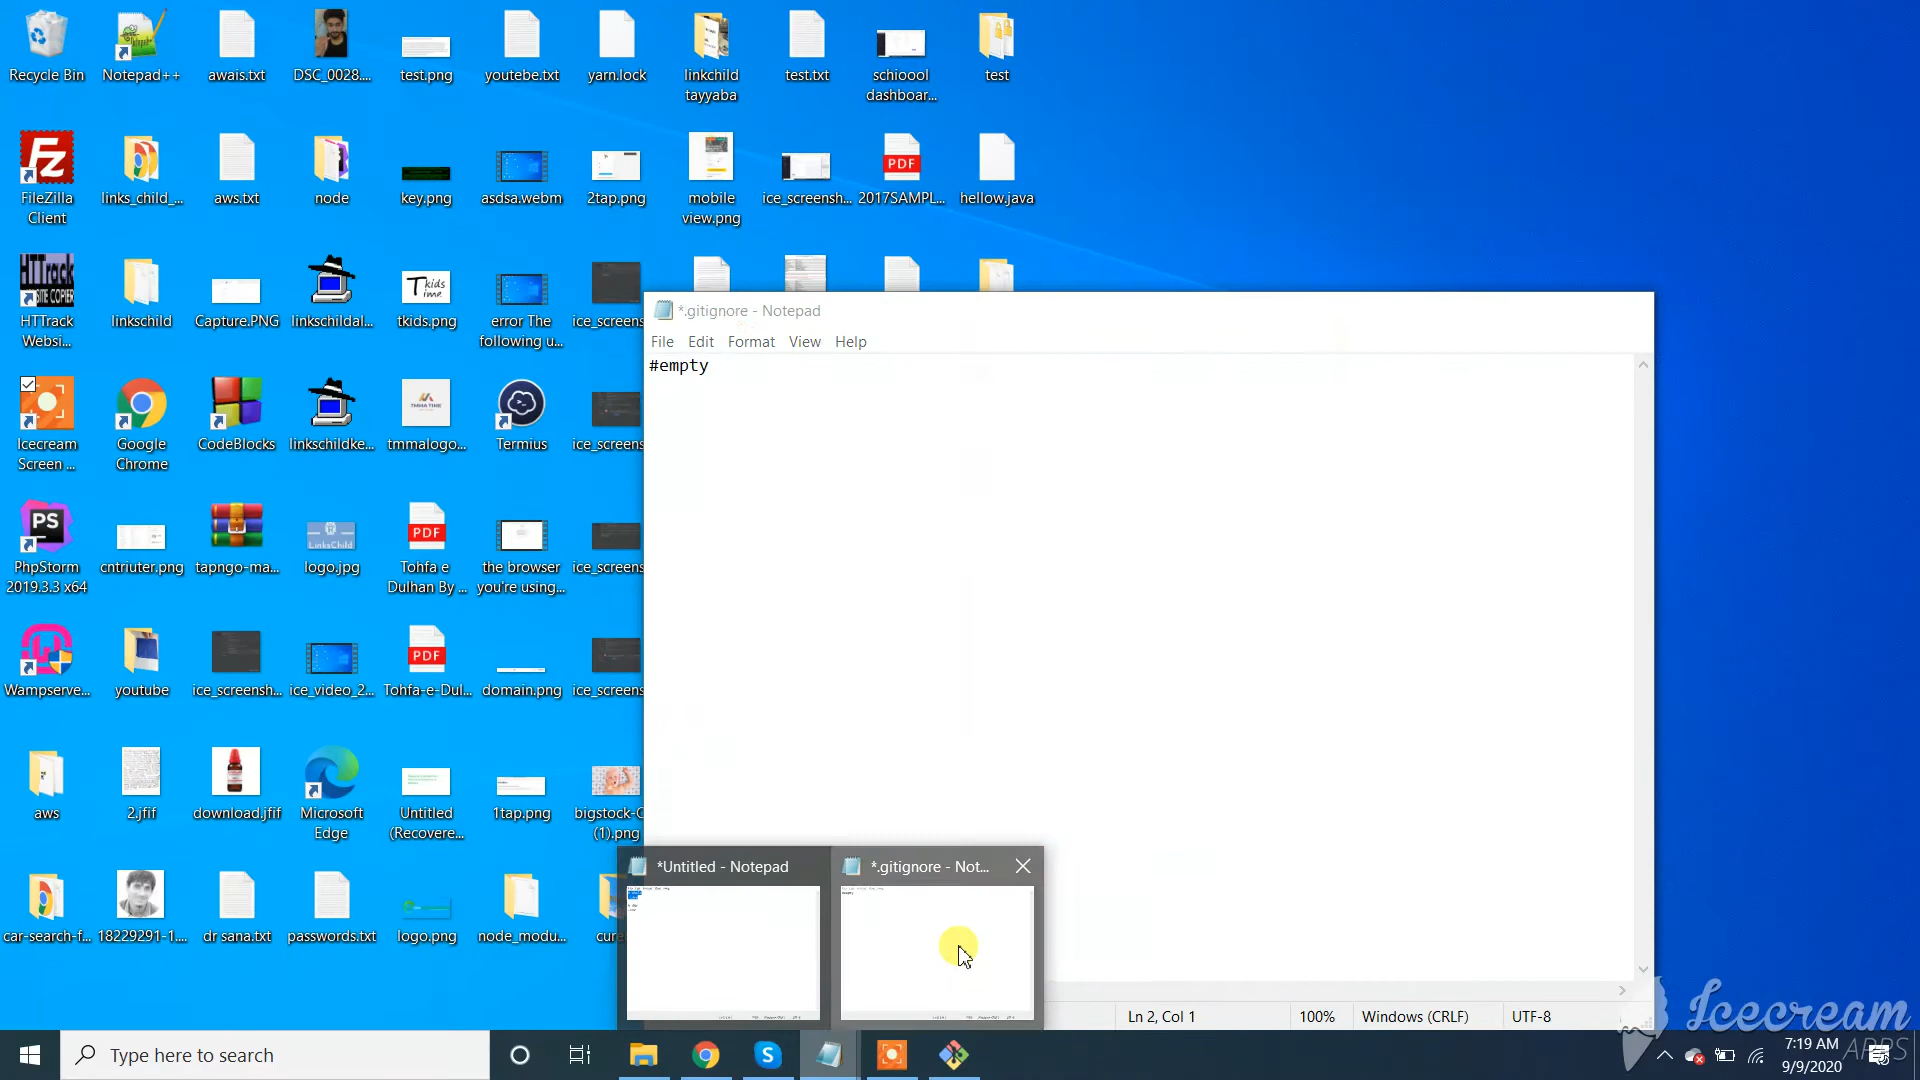 Recycle Bin
Notepad++
awais.txt
DSC_0028....
test.png
youtebe.txt
yarn.lock
linkchild
tayyaba
test.txt
schioool
dashboar...
test
FileZilla
Client
links_child_...
aws.txt
node
key.png
asdsa.webm
2tap.png
mobile
view.png
ice_screensh...
2017SAMPL...
hellow.java
PDF
HTTrack
Websi...
linkschild
Capture.PNG
linkschildal...
tkids.png
error The
following u...
ice_screens
*.gitignore - Notepad
File Edit Format View Help
#empty
Icecream
Screen ...
Google
Chrome
CodeBlocks
linkschildke...
tmmalogo...
Termius
ice_screens
PhpStorm
2019.3.3 x64
cntriuter.png
tapngo-ma...
logo.jpg
Tohfa e
Dulhan By ...
the browser
you're using...
ice_screens
PDF
Wampserve...
youtube
ice_screensh...
ice_video_2...
Tohfa-e-Dul...
domain.png
ice_screens
PDF
aws
2.jfif
download.jfif
Microsoft
Edge
Untitled
(Recovere...
1tap.png
bigstock-C
(1).png
car-search-f...
18229291-1....
dr sana.txt
passwords.txt
logo.png
node_modu...
cure
*Untitled - Notepad
*.gitignore - Not...
Ln 2, Col 1
100%
Windows (CRLF)
UTF-8
Type here to search
7:19 AM
9/9/2020
Icecream
APPS